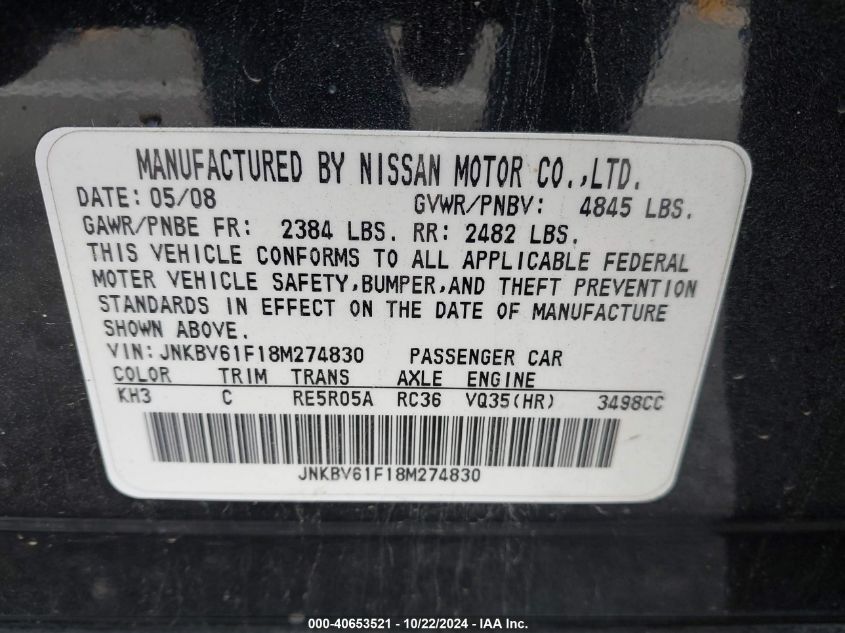 MANUFACTURED BY NISSAN MOTOR CO.,LTD.
DATE: 05/08 GVWR/PNBV: 4845 LBS.
GAWR/PNBE FR: 2384 LBS. RR: 2482 LBS.
THIS VEHICLE CONFORMS TO ALL APPLICABLE FEDERAL
MOTER VEHICLE SAFETY,BUMPER,AND THEFT PREVENTION
STANDARDS IN EFFECT ON THE DATE OF MANUFACTURE
SHOWN ABOVE.
VIN: JNKBV61F18M274830 PASSENGER CAR
COLOR TRIM TRANS AXLE ENGINE
KH3 C RE5R05A RC36 VQ35(HR) 3498CC
JNKBV61F18M274830
000-40653521 - 10/22/2024 - IAA Inc.